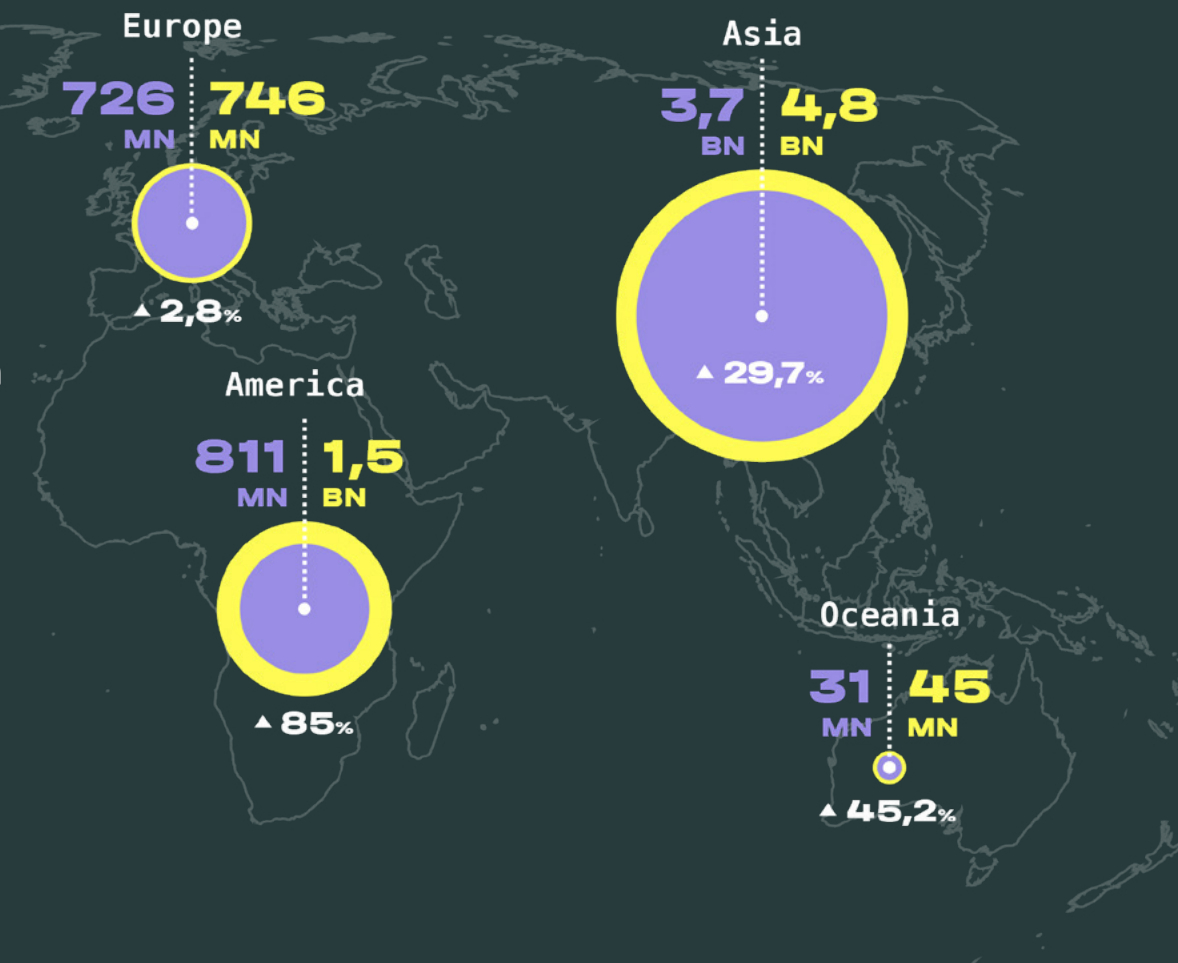 Europe
726 746
MN MN
▲ 2,8%
Asia
3,7 4,8
BN BN
▲ 29,7%
America
811 1,5
MN BN
▲ 85%
Oceania
31 45
MN MN
▲ 45,2%